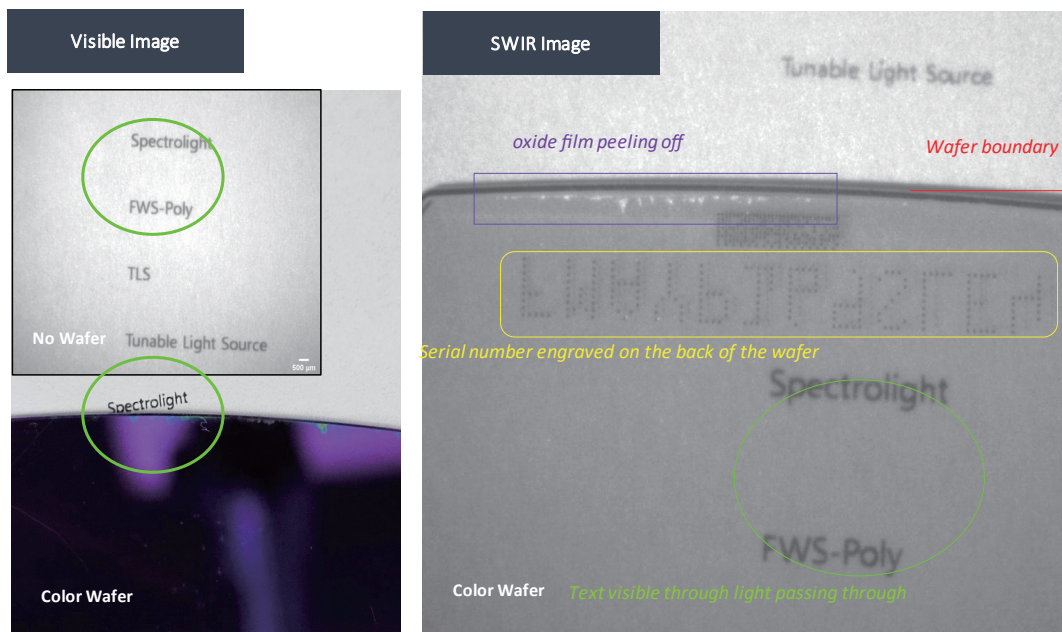 Visible Image
Spectrolight
FWS-Poly
TLS
No Wafer
Tunable Light Source
500 µm
Spectrolight
Color Wafer
SWIR Image
Tunable Light Source
oxide film peeling off
Wafer boundary
Serial number engraved on the back of the wafer
Spectrolight
FWS-Poly
Color Wafer
Text visible through light passing through